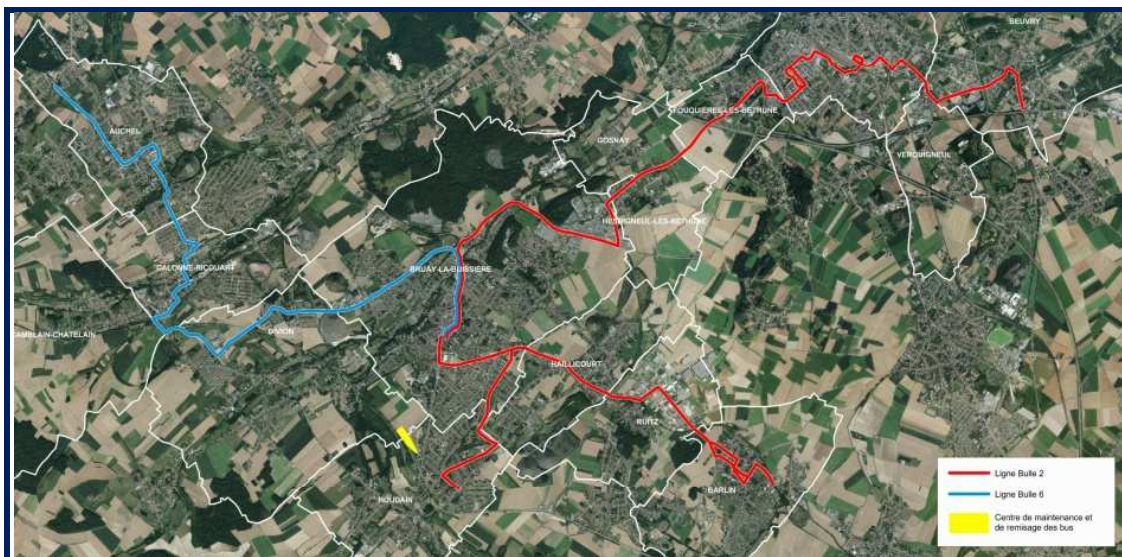 BEUVRY
AUCHEL
FOUQUIERES-LES-BETHUNE
GOSNAY
VERQUIGNEUL
HESDIGNEUL-LES-BETHUNE
CALONNE-RICOUART
BRUAY-LA-BUISSIERE
CAMBLAIN-CHATELAIN
DIVION
HAILLICOURT
RUITZ
HOUDAIN
BARLIN
Ligne Bulle 2
Ligne Bulle 6
Centre de maintenance et
de remisage des bus